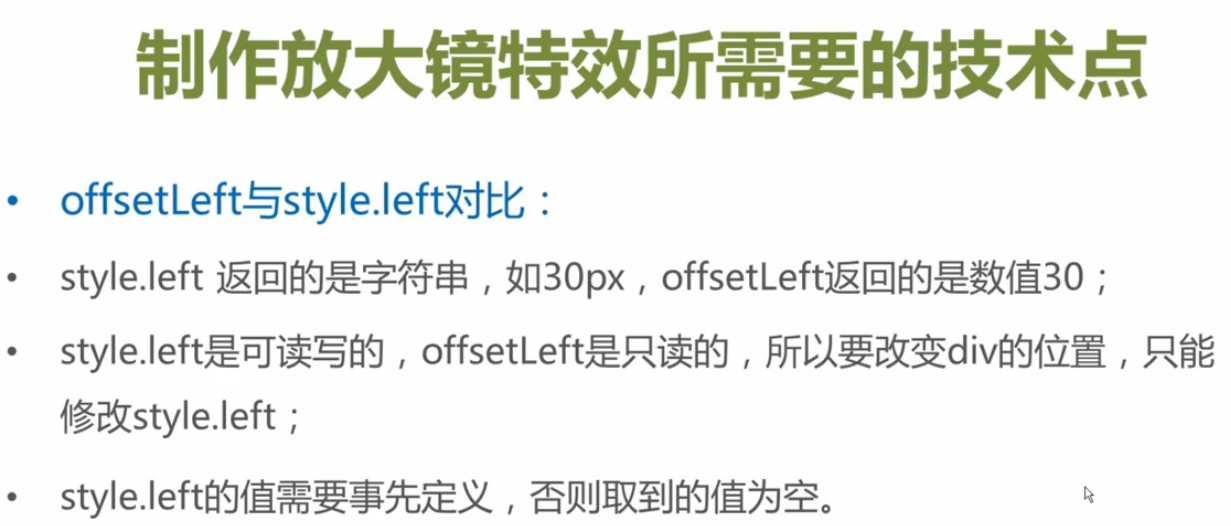 制作放大镜特效所需要的技术点
• offsetLeft与style.left对比：
• style.left 返回的是字符串，如30px，offsetLeft返回的是数值30；
• style.left是可读写的，offsetLeft是只读的，所以要改变div的位置，只能
修改style.left；
• style.left的值需要事先定义，否则取到的值为空。